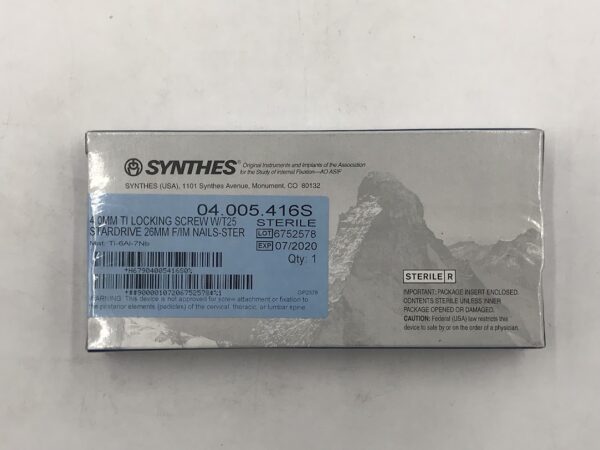 SYNTHES®
Original Instruments and Implants of the Association
for the Study of Internal Fixation—AO ASIF
SYNTHES (USA), 1101 Synthes Avenue, Monument, CO 80132
04.005.416S
4.0MM TI LOCKING SCREW W/T25
STERILE
STARDRIVE 26MM F/IM NAILS-STER
LOT 6752578
Mat: Ti-6Al-7Nb
EXP 07/2020
Qty: 1
*H67904005416S0%
*$$9000010720675257B#%1
WARNING: This device is not approved for screw attachment or fixation to
the posterior elements (pedicles) of the cervical, thoracic, or lumbar spine.
STERILE R
IMPORTANT: PACKAGE INSERT ENCLOSED.
CONTENTS STERILE UNLESS INNER
PACKAGE OPENED OR DAMAGED.
CAUTION: Federal (USA) law restricts this
device to sale by or on the order of a physician.